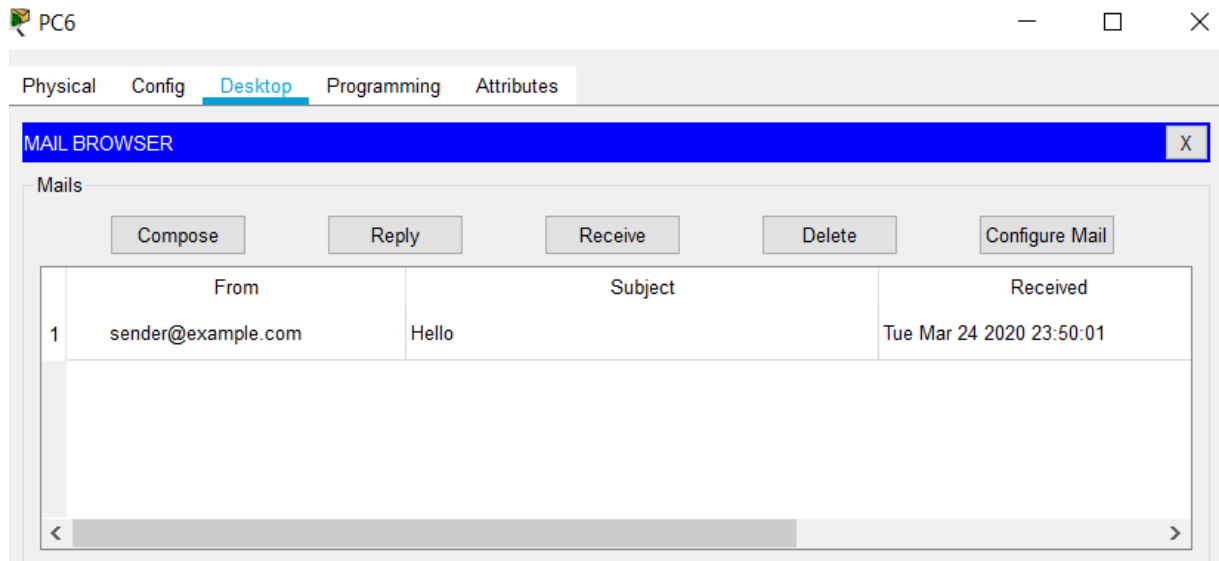 PC6
Physical Config Desktop Programming Attributes
MAIL BROWSER X
Mails
Compose Reply Receive Delete Configure Mail
From Subject Received
1 sender@example.com Hello Tue Mar 24 2020 23:50:01